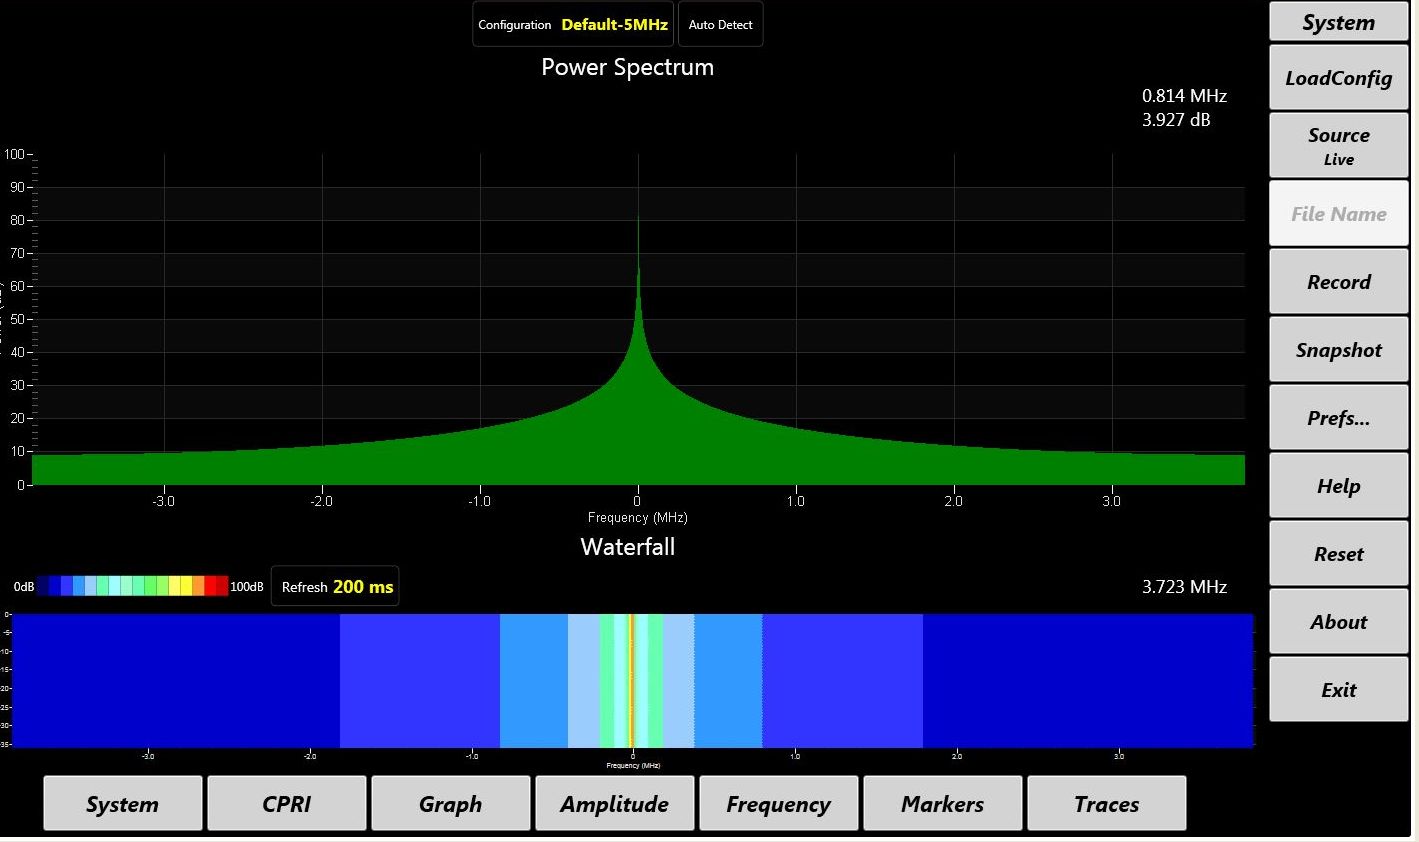 Configuration Default-5MHz Auto Detect
Power Spectrum
0.814 MHz
3.927 dB
100
90
80
70
60
50
40
30
20
10
0
-3.0 -2.0 -1.0 0 1.0 2.0 3.0
Frequency (MHz)
Waterfall
0dB 100dB Refresh 200 ms
3.723 MHz
0
-5
-10
-15
-20
-25
-30
-35
-3.0 -2.0 -1.0 0 1.0 2.0 3.0
Frequency (MHz)
System
LoadConfig
Source
Live
File Name
Record
Snapshot
Prefs...
Help
Reset
About
Exit
System CPRI Graph Amplitude Frequency Markers Traces